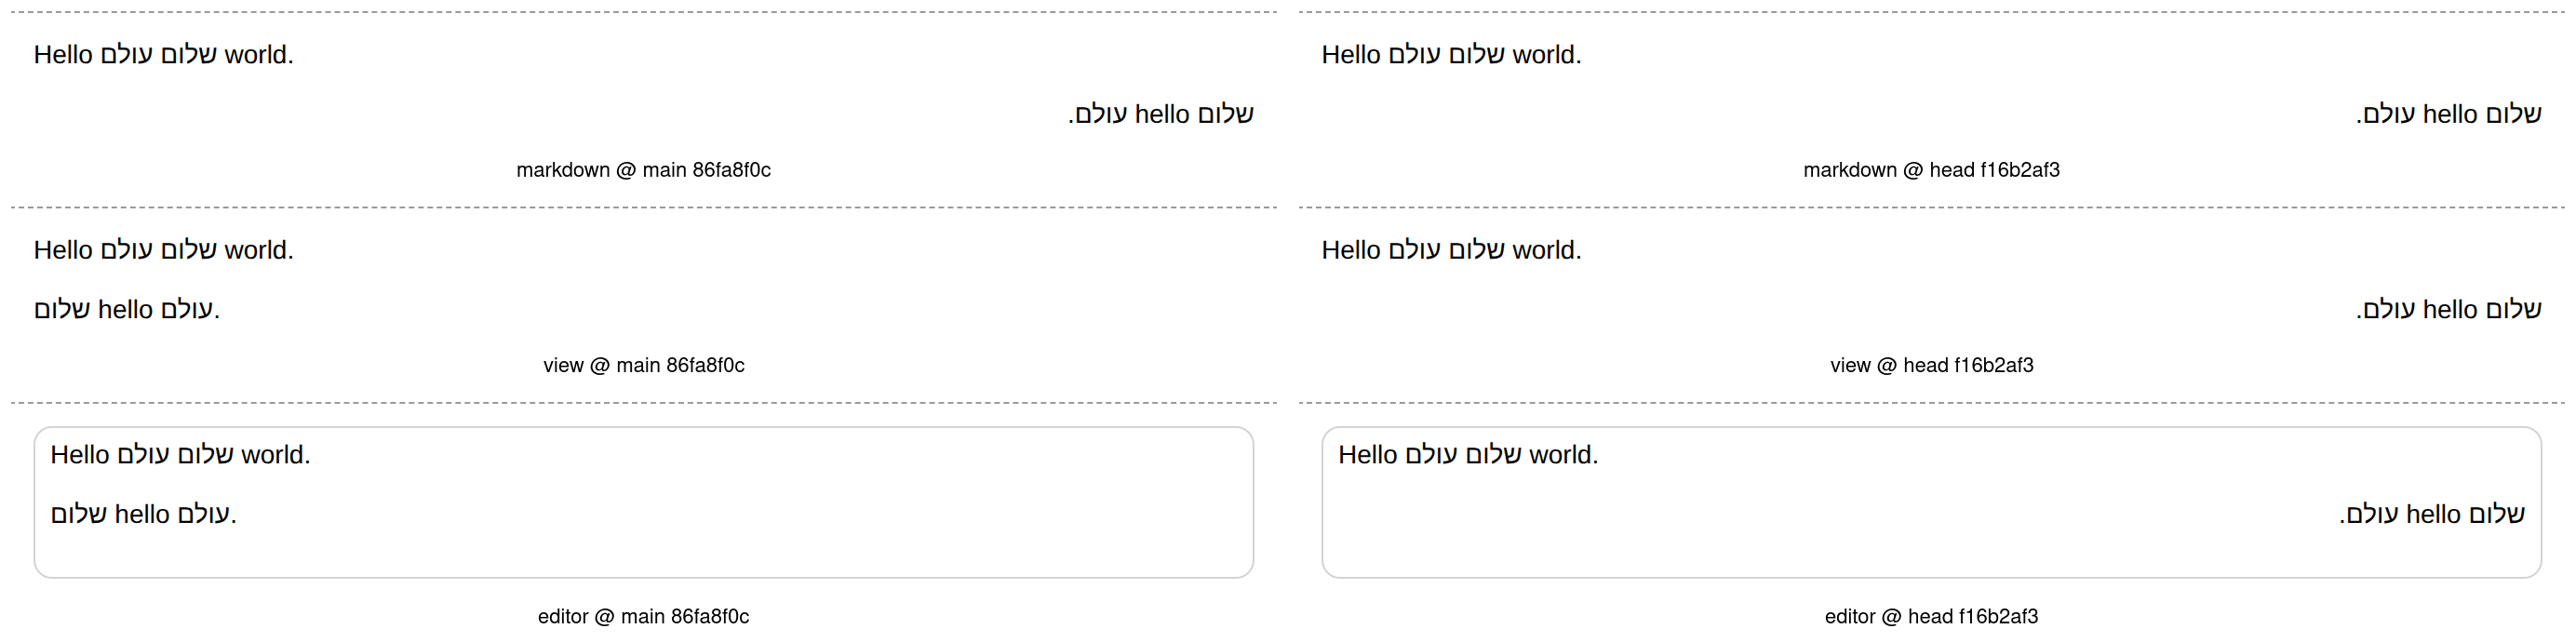 Hello שלום עולם world.
שלום hello עולם.
markdown @ main 86fa8f0c
Hello שלום עולם world.
שלום hello עולם.
markdown @ head f16b2af3
Hello שלום עולם world.
שלום hello עולם.
view @ main 86fa8f0c
Hello שלום עולם world.
שלום hello עולם.
view @ head f16b2af3
Hello שלום עולם world.
שלום hello עולם.
editor @ main 86fa8f0c
Hello שלום עולם world.
שלום hello עולם.
editor @ head f16b2af3